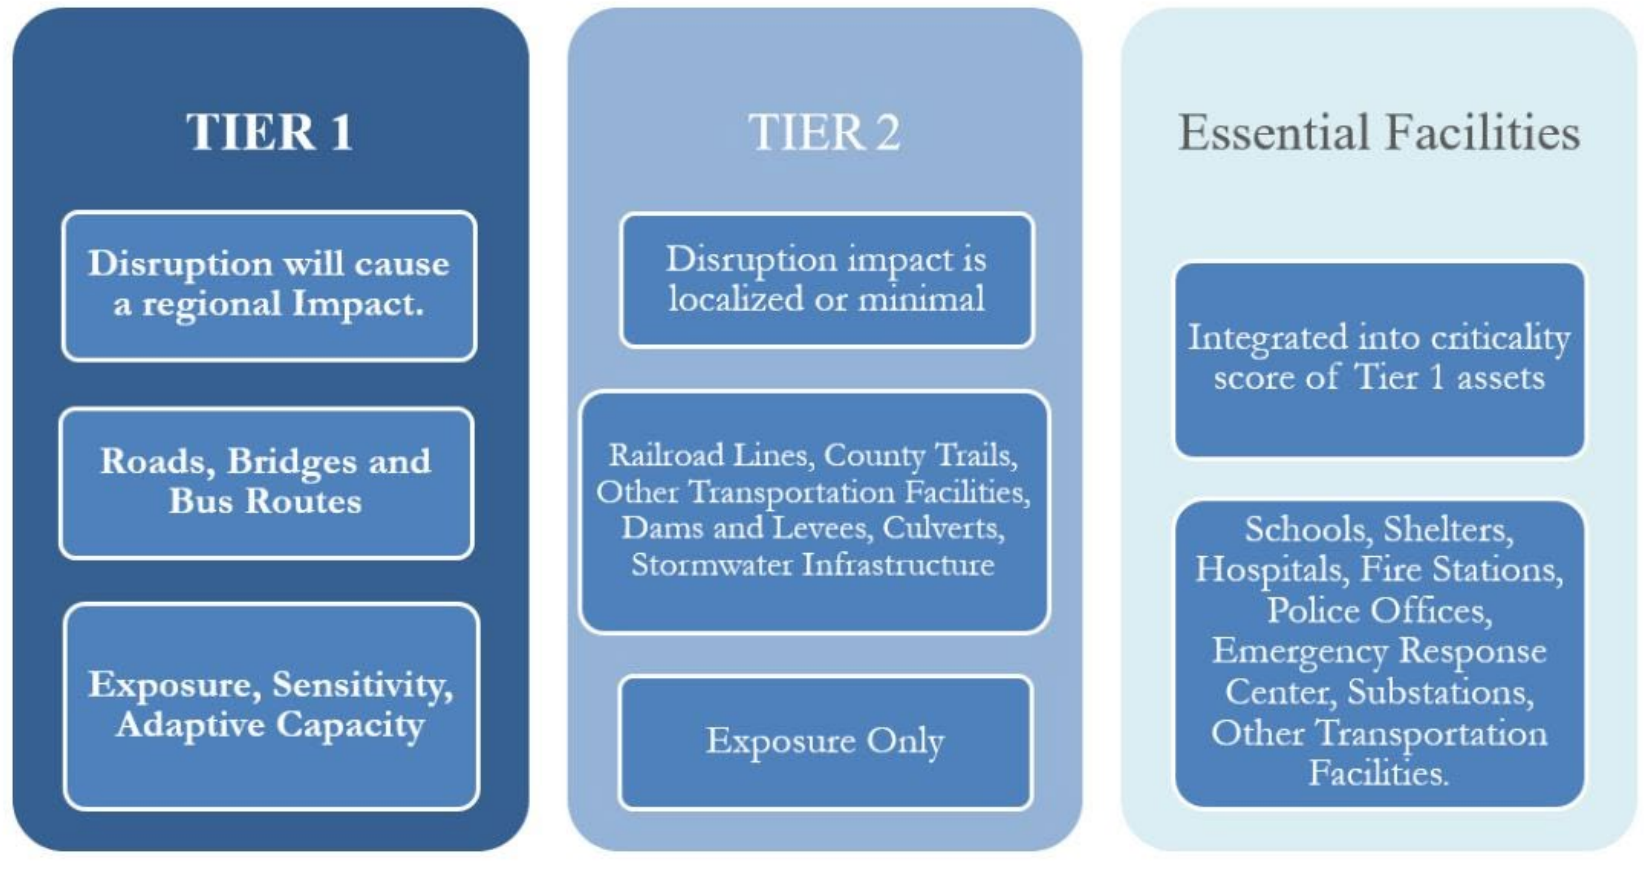 TIER 1
Disruption will cause
a regional Impact.
Roads, Bridges and
Bus Routes
Exposure, Sensitivity,
Adaptive Capacity
TIER 2
Disruption impact is
localized or minimal
Railroad Lines, County Trails,
Other Transportation Facilities,
Dams and Levees, Culverts,
Stormwater Infrastructure
Exposure Only
Essential Facilities
Integrated into criticality
score of Tier 1 assets
Schools, Shelters,
Hospitals, Fire Stations,
Police Offices,
Emergency Response
Center, Substations,
Other Transportation
Facilities.